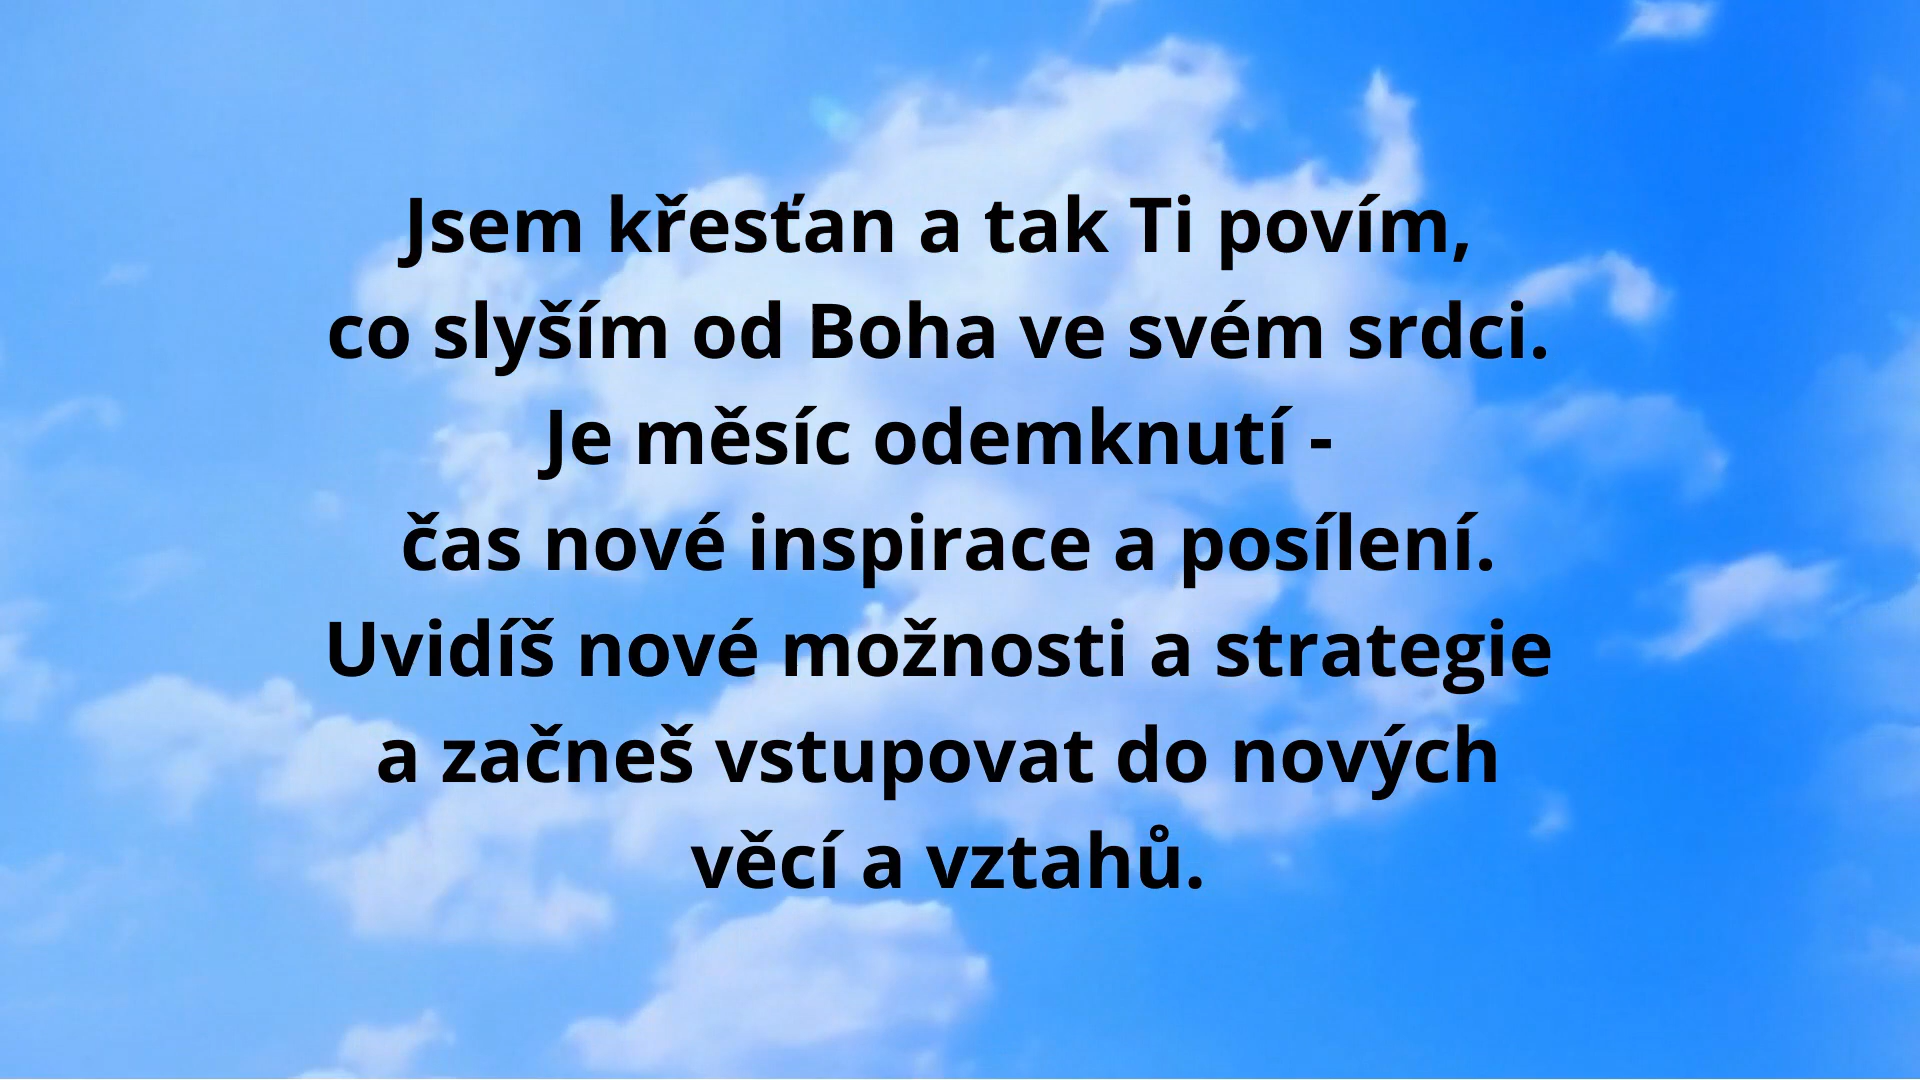 Jsem křesťan a tak Ti povím,
co slyším od Boha ve svém srdci.
Je měsíc odemknutí -
čas nové inspirace a posílení.
Uvidíš nové možnosti a strategie
a začneš vstupovat do nových
věcí a vztahů.